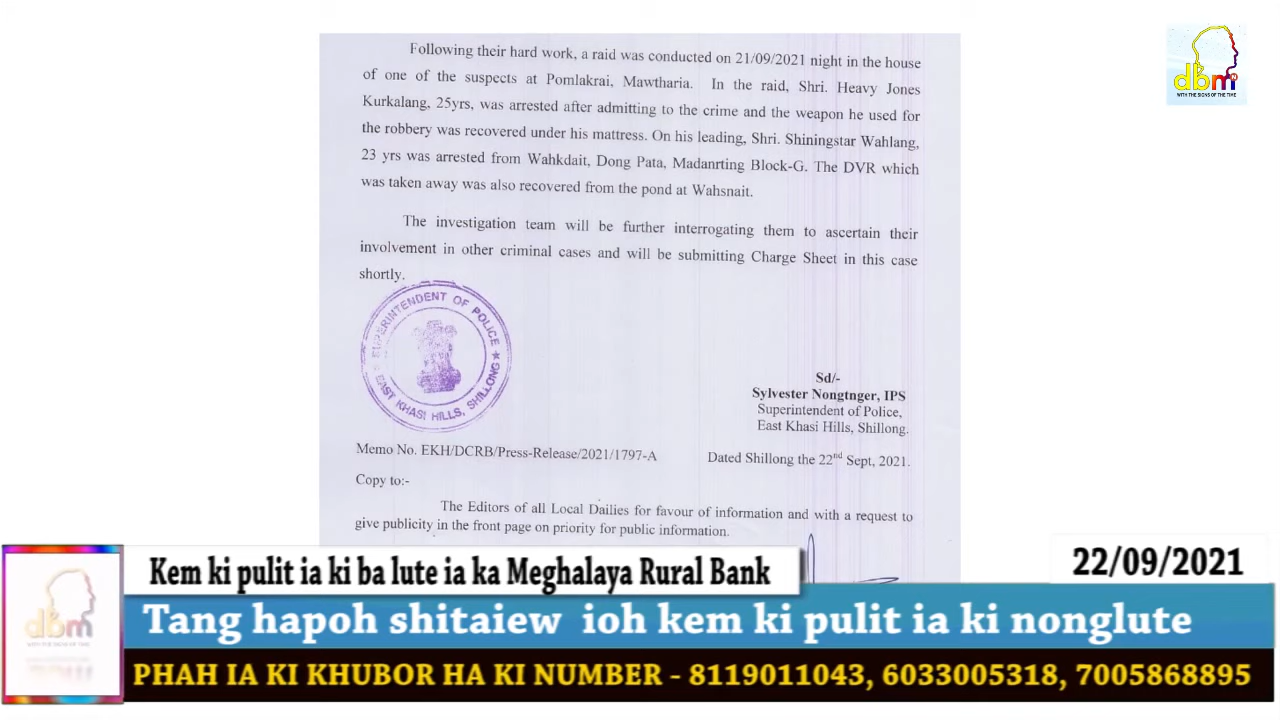 Following their hard work, a raid was conducted on 21/09/2021 night in the house
of one of the suspects at Pomlakrai, Mawtharia. In the raid, Shri. Heavy Jones
Kurkalang, 25yrs, was arrested after admitting to the crime and the weapon he used for
the robbery was recovered under his mattress. On his leading, Shri. Shiningstar Wahlang,
23 yrs was arrested from Wahkdait, Dong Pata, Madanrting Block-G. The DVR which
was taken away was also recovered from the pond at Wahsnait.
The investigation team will be further interrogating them to ascertain their
involvement in other criminal cases and will be submitting Charge Sheet in this case
shortly.
SUPERINTENDENT OF POLICE
EAST KHASI HILLS, SHILLONG
Sd/-
Sylvester Nongtnger, IPS
Superintendent of Police,
East Khasi Hills, Shillong.
Memo No. EKH/DCRB/Press-Release/2021/1797-A
Dated Shillong the 22nd Sept, 2021.
Copy to:-
The Editors of all Local Dailies for favour of information and with a request to
give publicity in the front page on priority for public information.
dbm
WITH THE SIGNS OF THE TIME
Kem ki pulit ia ki ba lute ia ka Meghalaya Rural Bank
22/09/2021
Tang hapoh shitaiew ioh kem ki pulit ia ki nonglute
dbm
PHAH IA KI KHUBOR HA KI NUMBER - 8119011043, 6033005318, 7005868895